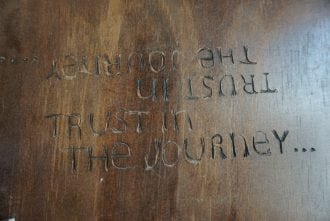 TRUST IN
THE JOURNEY....
TRUST in
THE JOURNEY...